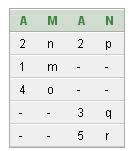 A M A N
2 n 2 p
1 m - -
4 o - -
- - 3 q
- - 5 r